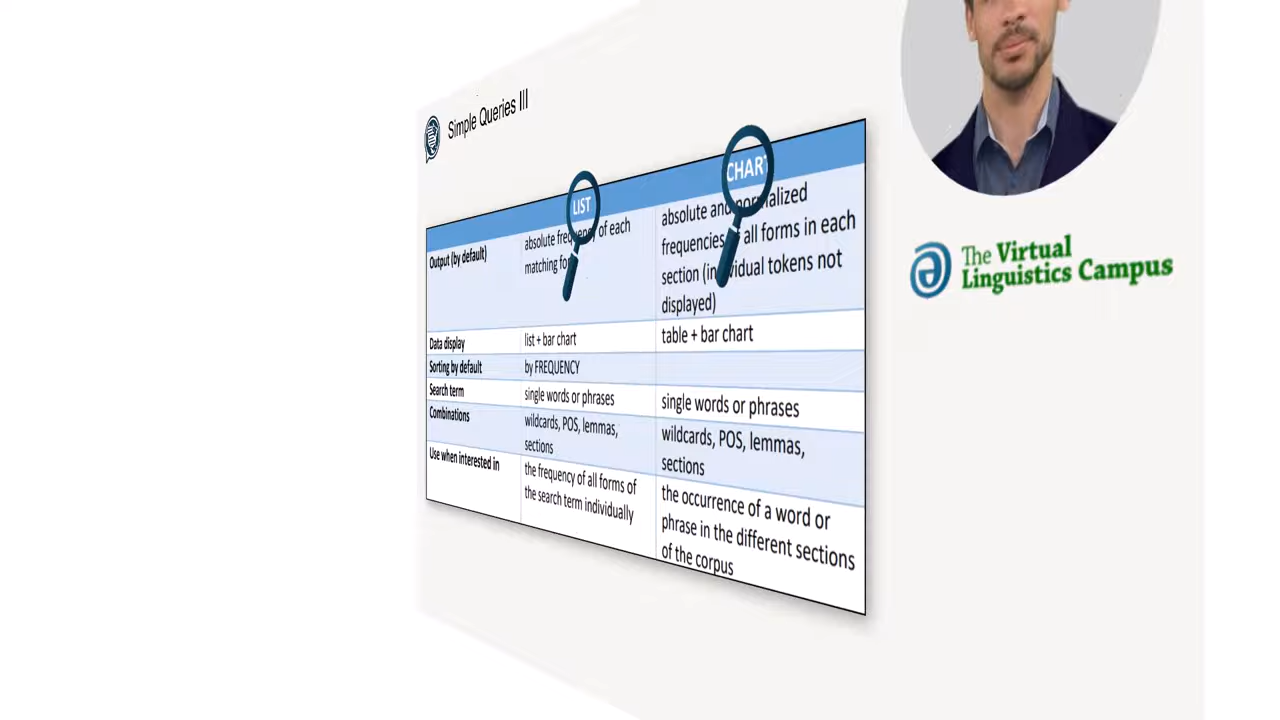 Simple Queries III
LIST
CHART
Output (by default)
absolute frequency of each
matching
absolute and normalized
frequencies all forms in each
section (individual tokens not
displayed)
Data display
list + bar chart
table + bar chart
Sorting by default
by FREQUENCY
Search term
single words or phrases
single words or phrases
Combinations
wildcards, POS, lemmas,
sections
wildcards, POS, lemmas,
sections
Use when interested in
the frequency of all forms of
the search term individually
the occurrence of a word or
phrase in the different sections
of the corpus
The Virtual
Linguistics Campus